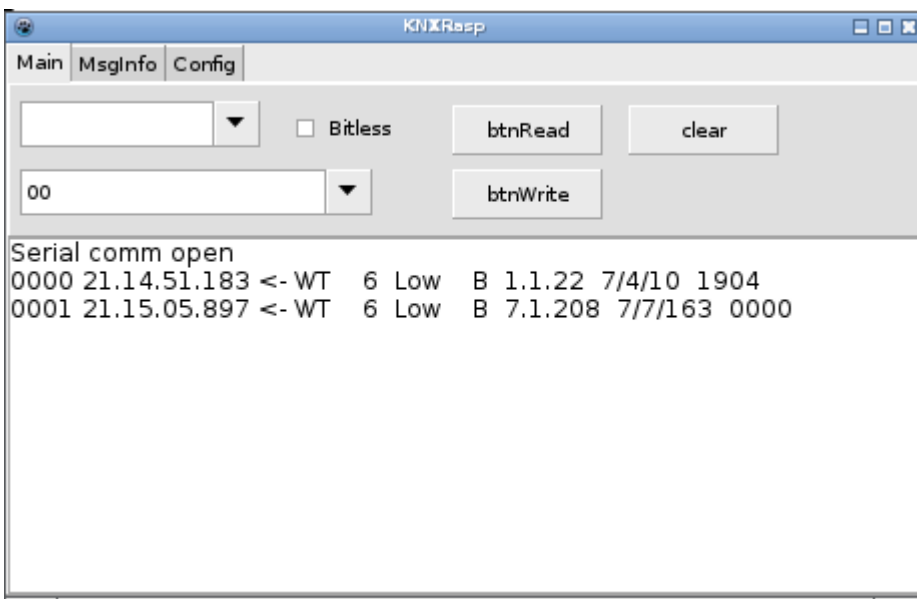 KNXRasp
Main MsgInfo Config
Bitless btnRead clear
00 btnWrite
Serial comm open
0000 21.14.51.183 <- WT 6 Low B 1.1.22 7/4/10 1904
0001 21.15.05.897 <- WT 6 Low B 7.1.208 7/7/163 0000